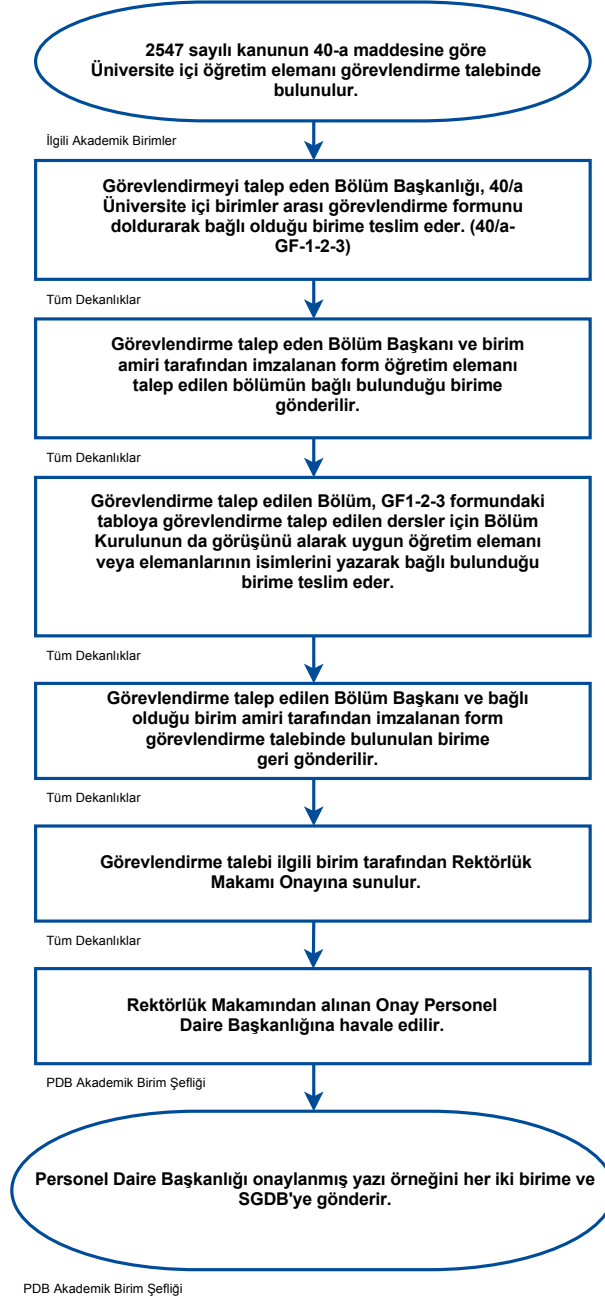 2547 sayılı kanunun 40-a maddesine göre
Üniversite içi öğretim elemanı görevlendirme talebinde
bulunulur.
İlgili Akademik Birimler
Görevlendirmeyi talep eden Bölüm Başkanlığı, 40/a
Üniversite içi birimler arası görevlendirme formunu
doldurarak bağlı olduğu birime teslim eder. (40/a-
GF-1-2-3)
Tüm Dekanlıklar
Görevlendirme talep eden Bölüm Başkanı ve birim
amiri tarafından imzalanan form öğretim elemanı
talep edilen bölümün bağlı bulunduğu birime
gönderilir.
Tüm Dekanlıklar
Görevlendirme talep edilen Bölüm, GF1-2-3 formundaki
tabloya görevlendirme talep edilen dersler için Bölüm
Kurulunun da görüşünü alarak uygun öğretim elemanı
veya elemanlarının isimlerini yazarak bağlı bulunduğu
birime teslim eder.
Tüm Dekanlıklar
Görevlendirme talep edilen Bölüm Başkanı ve bağlı
olduğu birim amiri tarafından imzalanan form
görevlendirme talebinde bulunulan birime
geri gönderilir.
Tüm Dekanlıklar
Görevlendirme talebi ilgili birim tarafından Rektörlük
Makamı Onayına sunulur.
Tüm Dekanlıklar
Rektörlük Makamından alınan Onay Personel
Daire Başkanlığına havale edilir.
PDB Akademik Birim Şefliği
Personel Daire Başkanlığı onaylanmış yazı örneğini her iki birime ve
SGDB'ye gönderir.
PDB Akademik Birim Şefliği